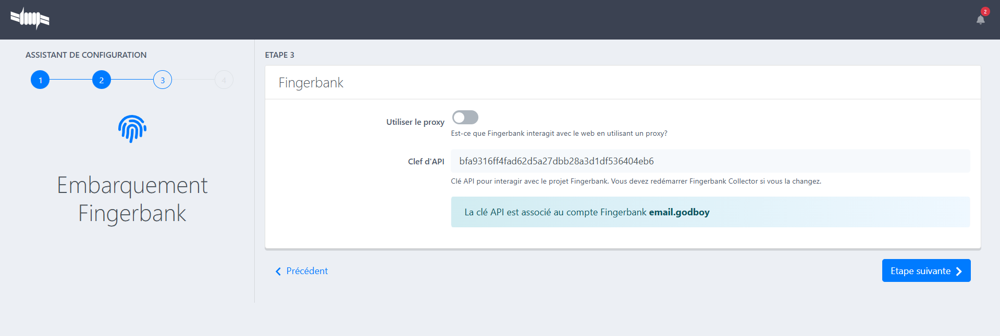 2
ASSISTANT DE CONFIGURATION
1 2 3 4
Embarquement
Fingerbank
ETAPE 3
Fingerbank
Utiliser le proxy
Est-ce que Fingerbank interagit avec le web en utilisant un proxy?
Clef d'API
bfa9316ff4fad62d5a27dbb28a3d1df536404eb6
Clé API pour interagir avec le projet Fingerbank. Vous devez redémarrer Fingerbank Collector si vous la changez.
La clé API est associé au compte Fingerbank email.godboy
Précédent
Etape suivante